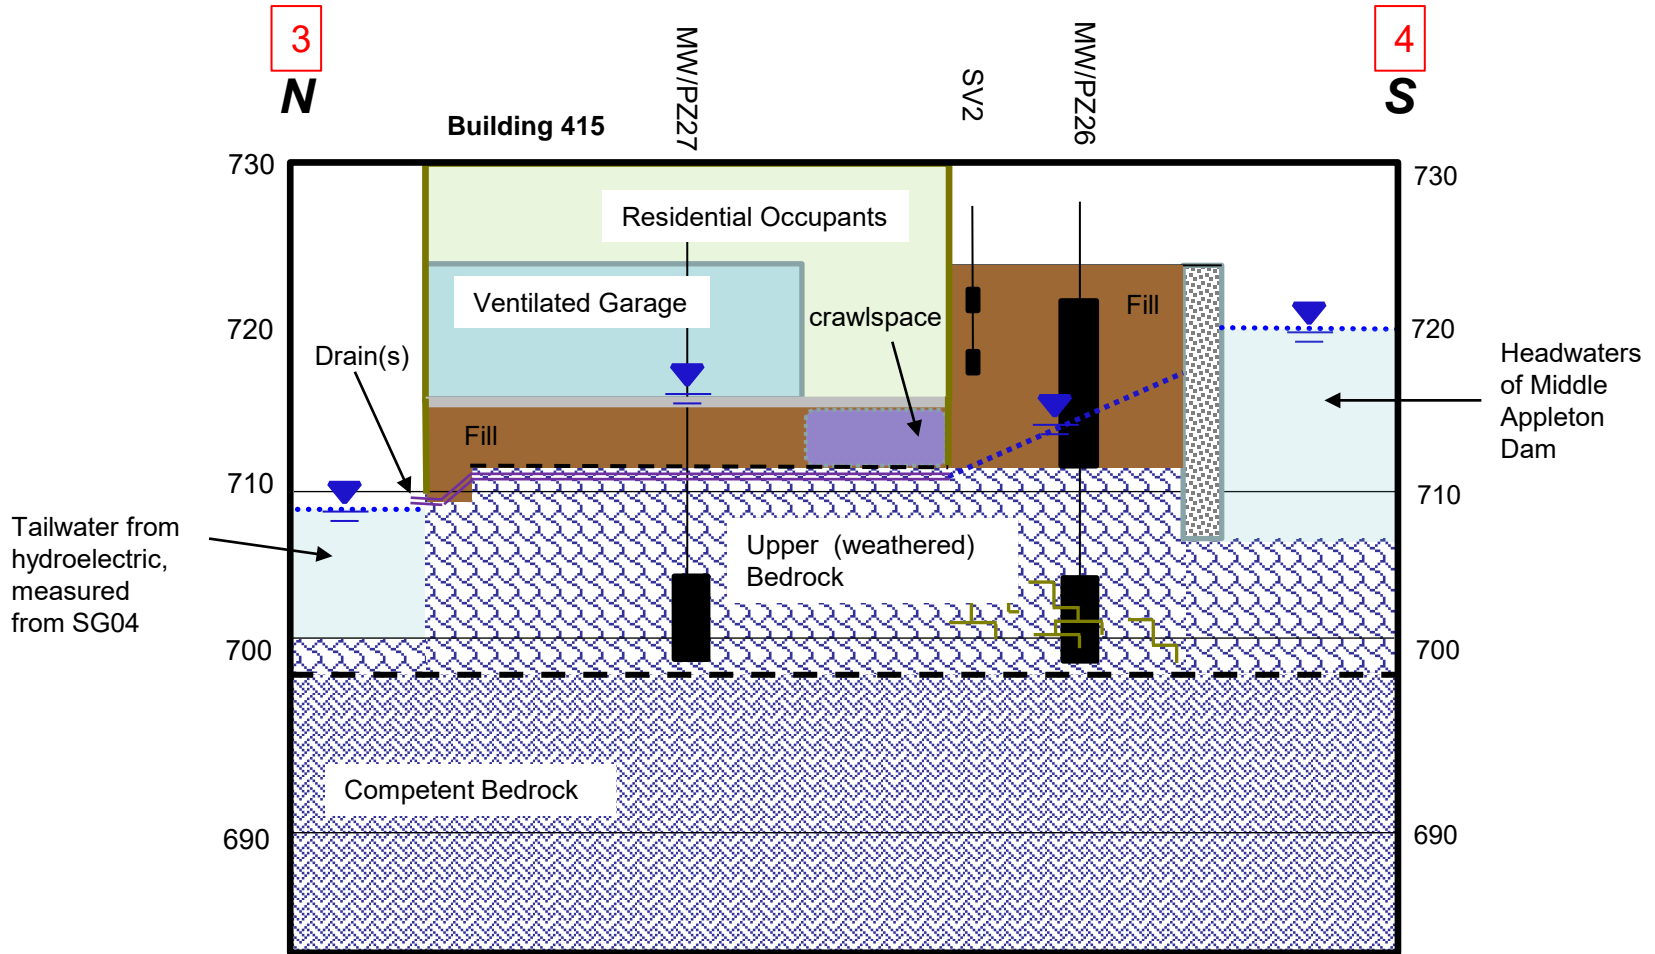 3
4
N
S
MW/PZ27
SV2
MW/PZ26
Building 415
730
730
Residential Occupants
Ventilated Garage
Fill
crawlspace
720
720
Drain(s)
Headwaters
of Middle
Appleton
Dam
Fill
710
710
Tailwater from
hydroelectric,
measured
from SG04
Upper (weathered)
Bedrock
700
700
Competent Bedrock
690
690